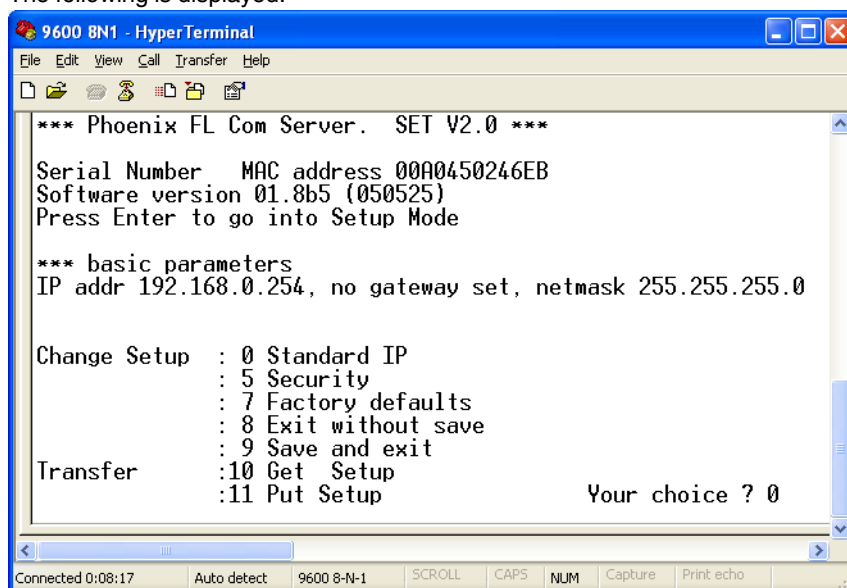 The following is displayed:
9600 8N1 - HyperTerminal
File Edit View Call Transfer Help
*** Phoenix FL Com Server.  SET V2.0 ***
Serial Number   MAC address 00A0450246EB
Software version 01.8b5 (050525)
Press Enter to go into Setup Mode
*** basic parameters
IP addr 192.168.0.254, no gateway set, netmask 255.255.255.0
Change Setup  : 0 Standard IP
: 5 Security
: 7 Factory defaults
: 8 Exit without save
: 9 Save and exit
Transfer      :10 Get  Setup
:11 Put Setup             Your choice ? 0
Connected 0:08:17 Auto detect 9600 8-N-1 SCROLL CAPS NUM Capture Print echo